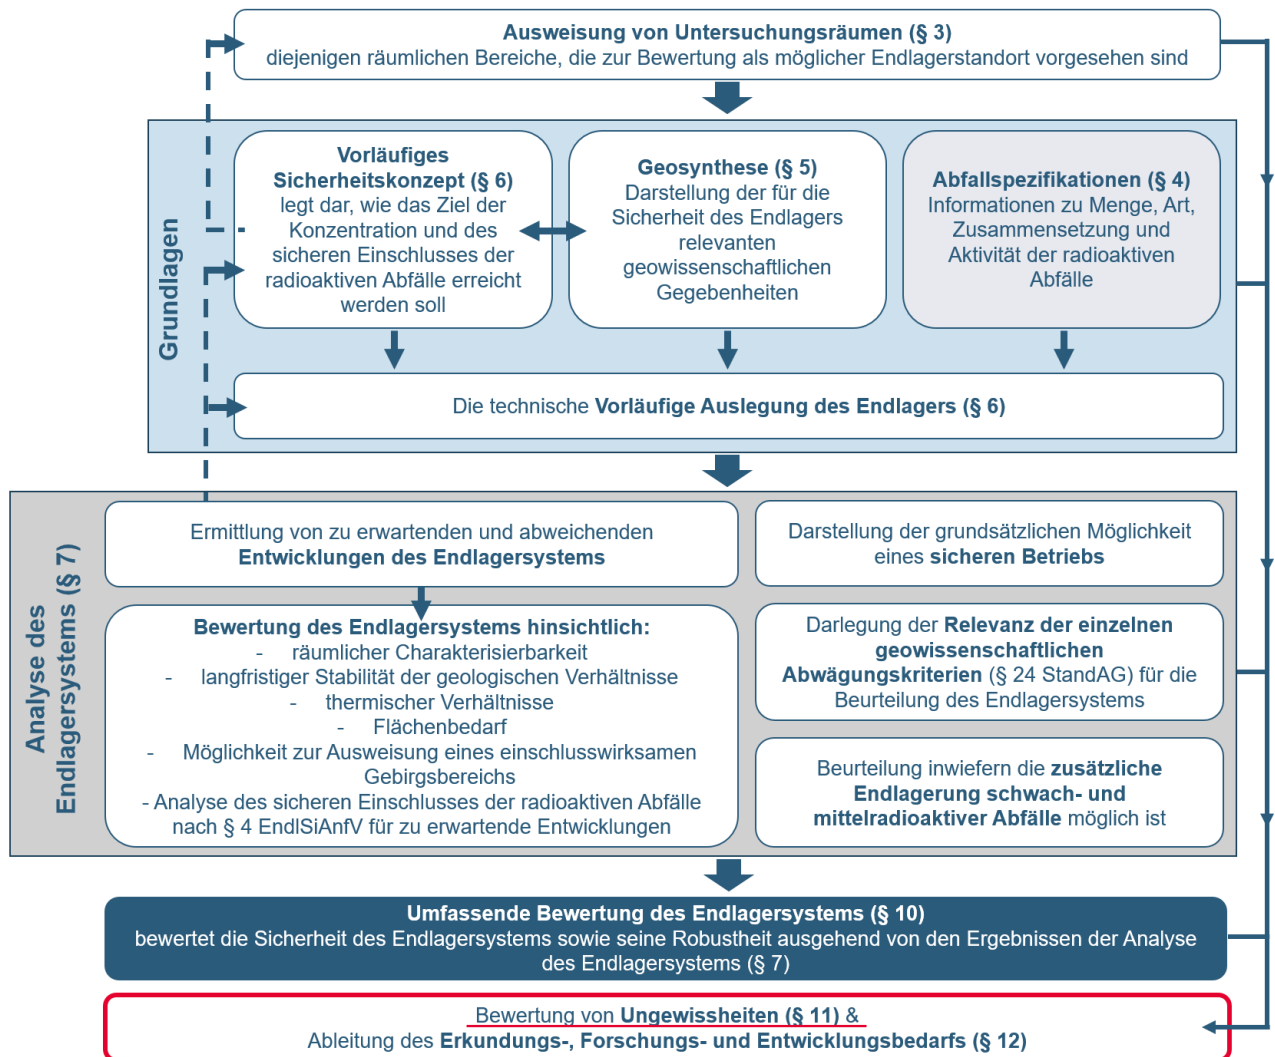 Ausweisung von Untersuchungsräumen (§ 3)
diejenigen räumlichen Bereiche, die zur Bewertung als möglicher Endlagerstandort vorgesehen sind
Grundlagen
Vorläufiges
Sicherheitskonzept (§ 6)
legt dar, wie das Ziel der
Konzentration und des
sicheren Einschlusses der
radioaktiven Abfälle erreicht
werden soll
Geosynthese (§ 5)
Darstellung der für die
Sicherheit des Endlagers
relevanten
geowissenschaftlichen
Gegebenheiten
Abfallspezifikationen (§ 4)
Informationen zu Menge, Art,
Zusammensetzung und
Aktivität der radioaktiven
Abfälle
Die technische Vorläufige Auslegung des Endlagers (§ 6)
Analyse des
Endlagersystems (§ 7)
Ermittlung von zu erwartenden und abweichenden
Entwicklungen des Endlagersystems
Bewertung des Endlagersystems hinsichtlich:
- räumlicher Charakterisierbarkeit
- langfristiger Stabilität der geologischen Verhältnisse
- thermischer Verhältnisse
- Flächenbedarf
- Möglichkeit zur Ausweisung eines einschlusswirksamen
Gebirgsbereichs
- Analyse des sicheren Einschlusses der radioaktiven Abfälle
nach § 4 EndlSiAnfV für zu erwartende Entwicklungen
Darstellung der grundsätzlichen Möglichkeit
eines sicheren Betriebs
Darlegung der Relevanz der einzelnen
geowissenschaftlichen
Abwägungskriterien (§ 24 StandAG) für die
Beurteilung des Endlagersystems
Beurteilung inwiefern die zusätzliche
Endlagerung schwach- und
mittelradioaktiver Abfälle möglich ist
Umfassende Bewertung des Endlagersystems (§ 10)
bewertet die Sicherheit des Endlagersystems sowie seine Robustheit ausgehend von den Ergebnissen der Analyse
des Endlagersystems (§ 7)
Bewertung von Ungewissheiten (§ 11) &
Ableitung des Erkundungs-, Forschungs- und Entwicklungsbedarfs (§ 12)